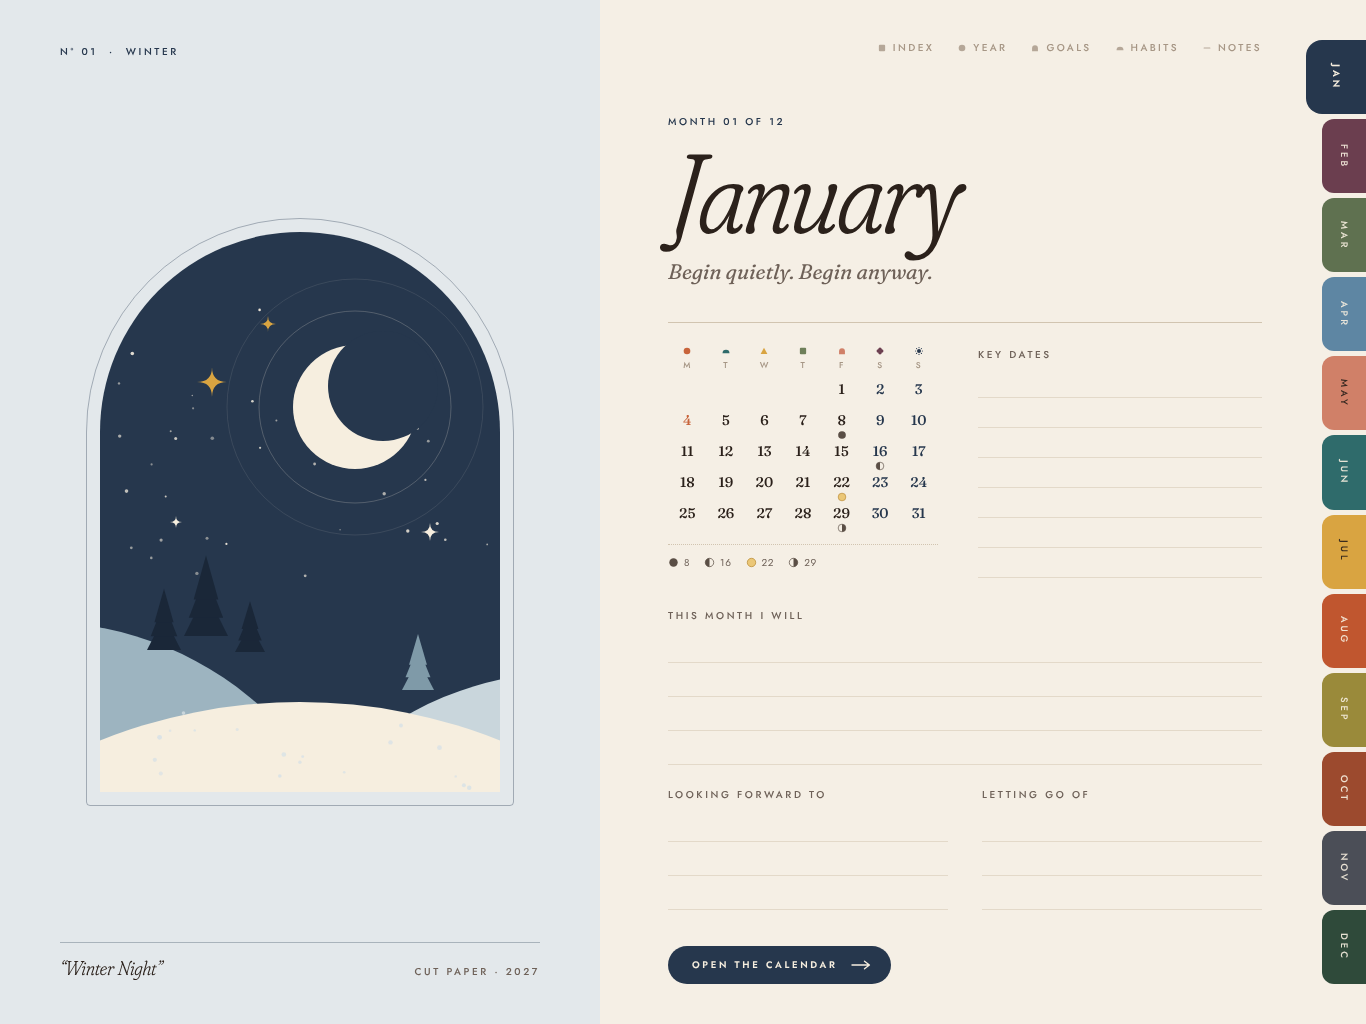 N° 01 · WINTER
INDEX YEAR GOALS HABITS NOTES
MONTH 01 OF 12
January
Begin quietly. Begin anyway.
M T W T F S S
1 2 3
4 5 6 7 8 9 10
11 12 13 14 15 16 17
18 19 20 21 22 23 24
25 26 27 28 29 30 31
8 16 22 29
KEY DATES
THIS MONTH I WILL
LOOKING FORWARD TO
LETTING GO OF
OPEN THE CALENDAR
“Winter Night”
CUT PAPER · 2027
JAN
FEB
MAR
APR
MAY
JUN
JUL
AUG
SEP
OCT
NOV
DEC